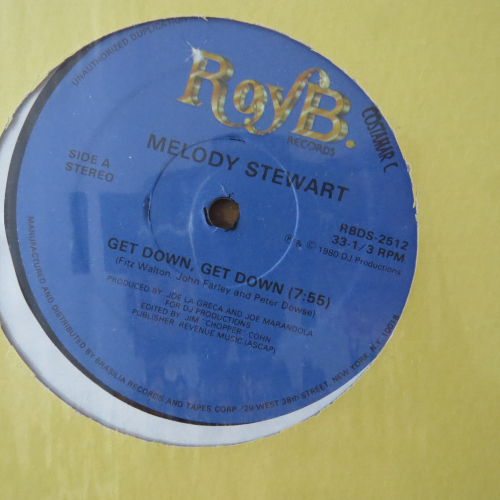 UNAUTHORIZED DUPLICATION
RoyB.
RECORDS
COSTAMAR C
MELODY STEWART
SIDE A
STEREO
RBDS-2512
33-1/3 RPM
℗ & © 1980 DJ Productions
GET DOWN, GET DOWN (7:55)
(Fitz Walton, John Farley and Peter Dowse)
PRODUCED BY: JOE LA GRECA AND JOE MARANDOLA
FOR DJ PRODUCTIONS
EDITED BY: JIM "CHOPPER" COHN
PUBLISHER: REVENUE MUSIC (ASCAP)
MANUFACTURED AND DISTRIBUTED BY BRASILIA RECORDS AND TAPES CORP. 29 WEST 38th STREET, NEW YORK, N.Y. 10018